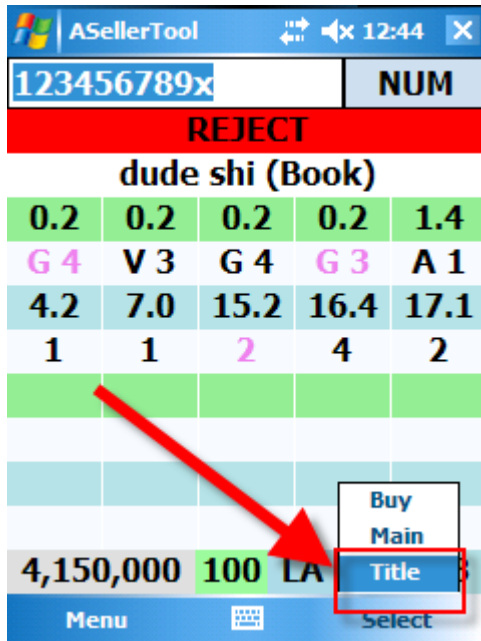 ASellerTool 12:44
123456789x NUM
REJECT
dude shi (Book)
0.2 0.2 0.2 0.2 1.4
G 4 V 3 G 4 G 3 A 1
4.2 7.0 15.2 16.4 17.1
1 1 2 4 2
Buy
Main
4,150,000 100 LA Title
Menu Select